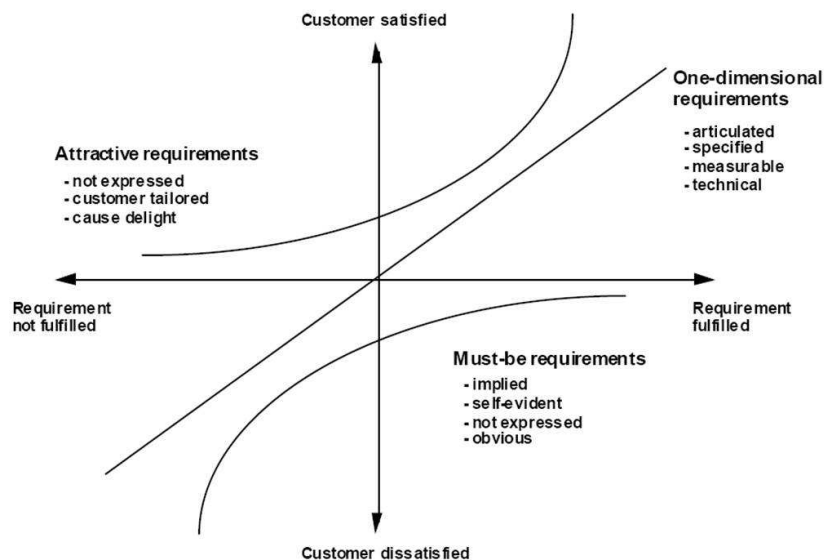 Customer satisfied
One-dimensional
requirements
- articulated
- specified
- measurable
- technical
Attractive requirements
- not expressed
- customer tailored
- cause delight
Requirement
not fulfilled
Requirement
fulfilled
Must-be requirements
- implied
- self-evident
- not expressed
- obvious
Customer dissatisfied